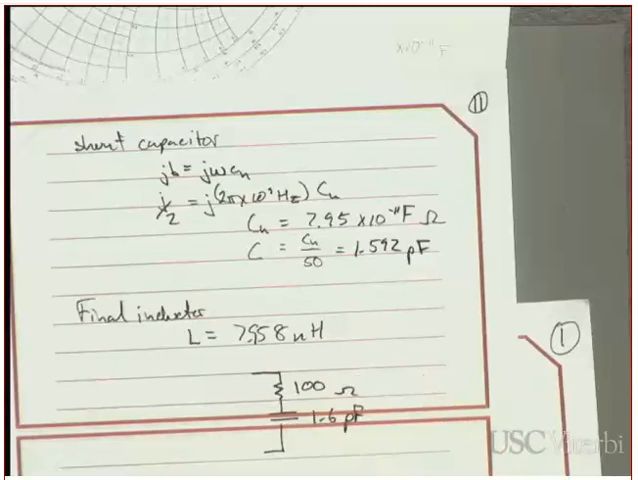 x10⁻¹¹ F
11
shunt capacitor
jb = jωCn
j/2 = j(2π x 10⁹ Hz) Cn
Cn = 7.95 x 10⁻¹¹ F Ω
C = Cn/50 = 1.592 pF
Final inductor
L = 7.958 nH
100 Ω
1.6 pF
1
USC Viterbi